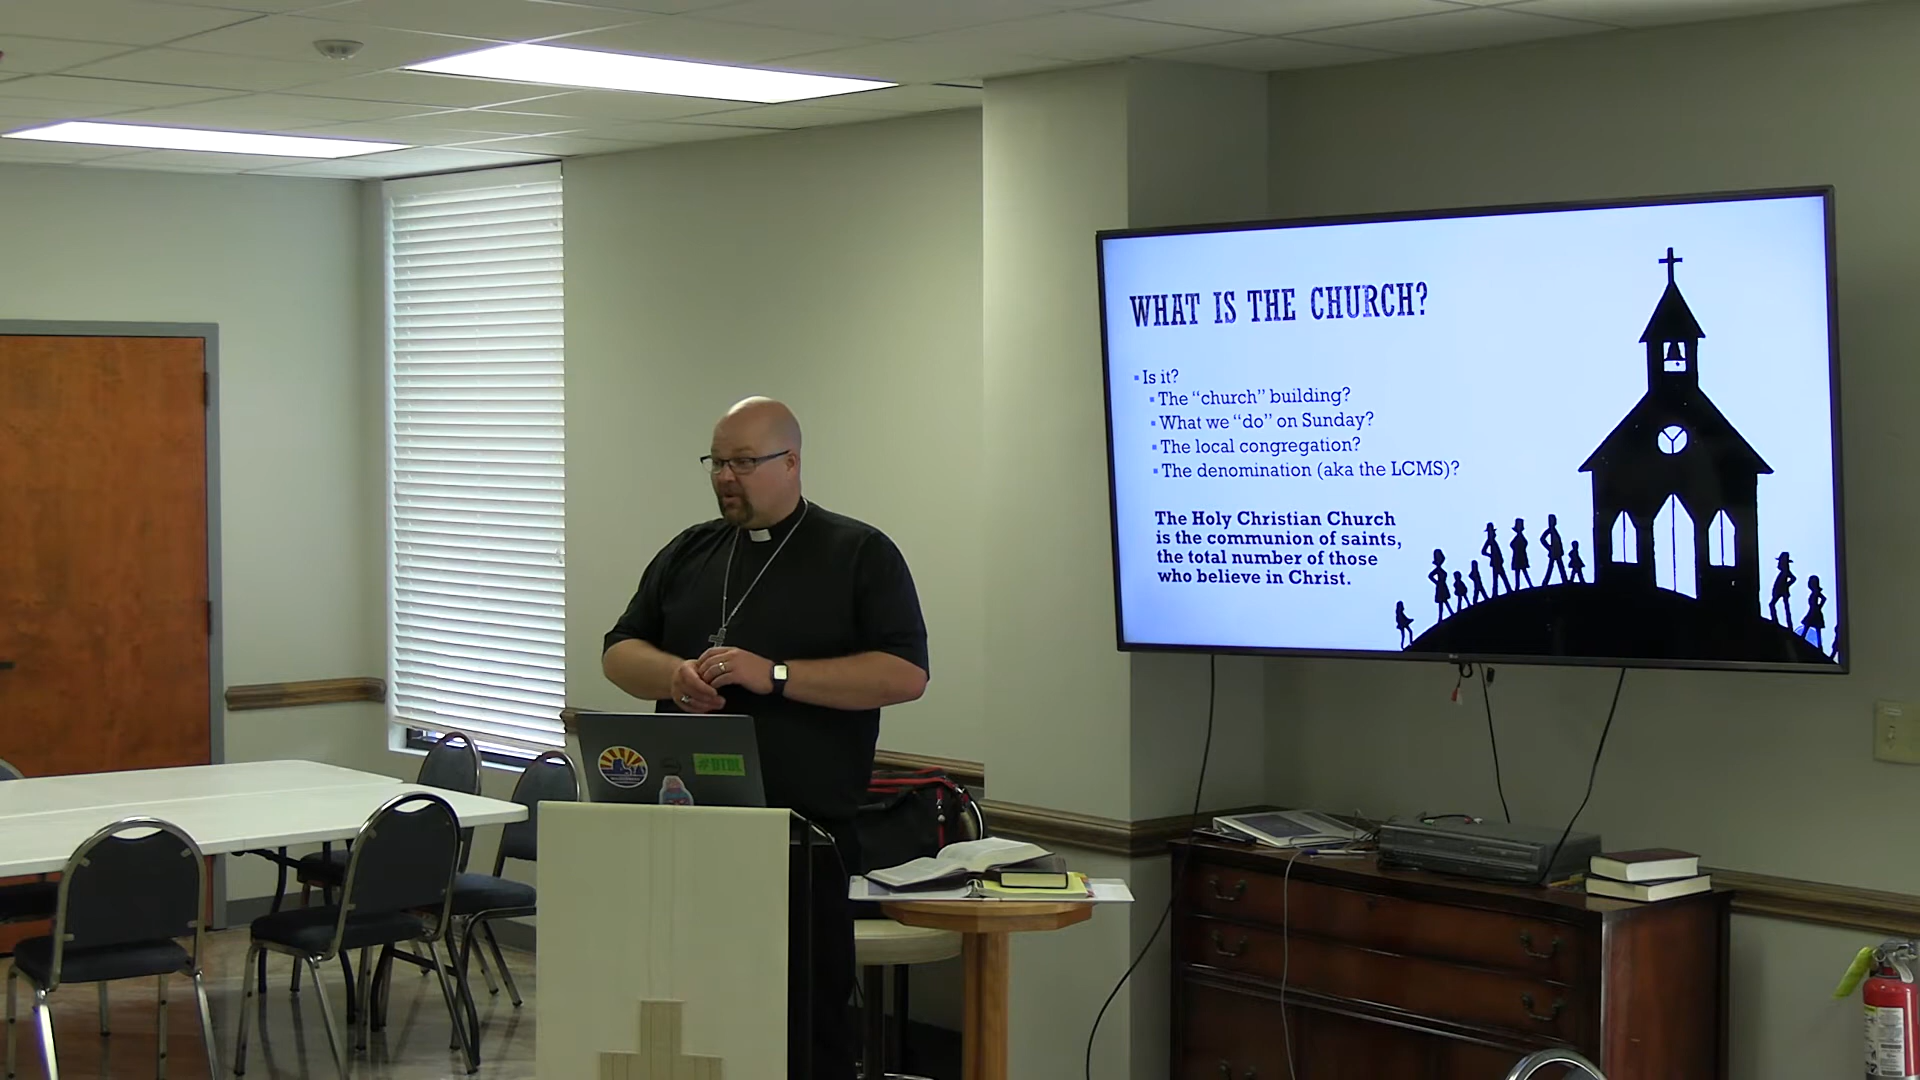 WHAT IS THE CHURCH?
▪ Is it?
▪ The “church” building?
▪ What we “do” on Sunday?
▪ The local congregation?
▪ The denomination (aka the LCMS)?
The Holy Christian Church
is the communion of saints,
the total number of those
who believe in Christ.